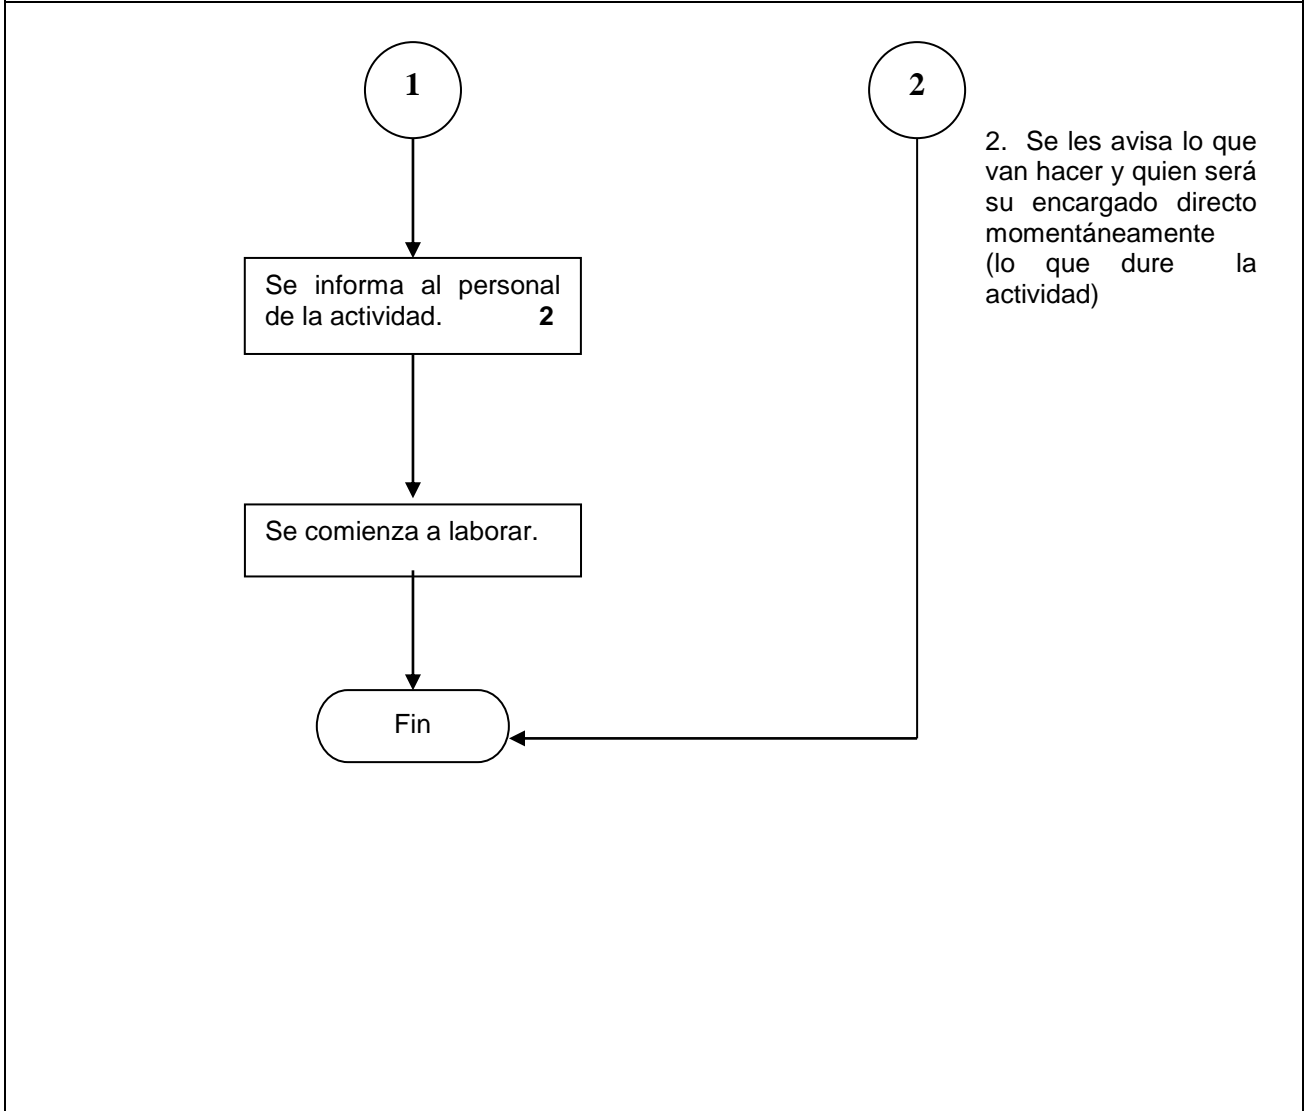 1
2
2. Se les avisa lo que
van hacer y quien será
su encargado directo
momentáneamente
(lo que dure la
actividad)
Se informa al personal
de la actividad. 2
Se comienza a laborar.
Fin